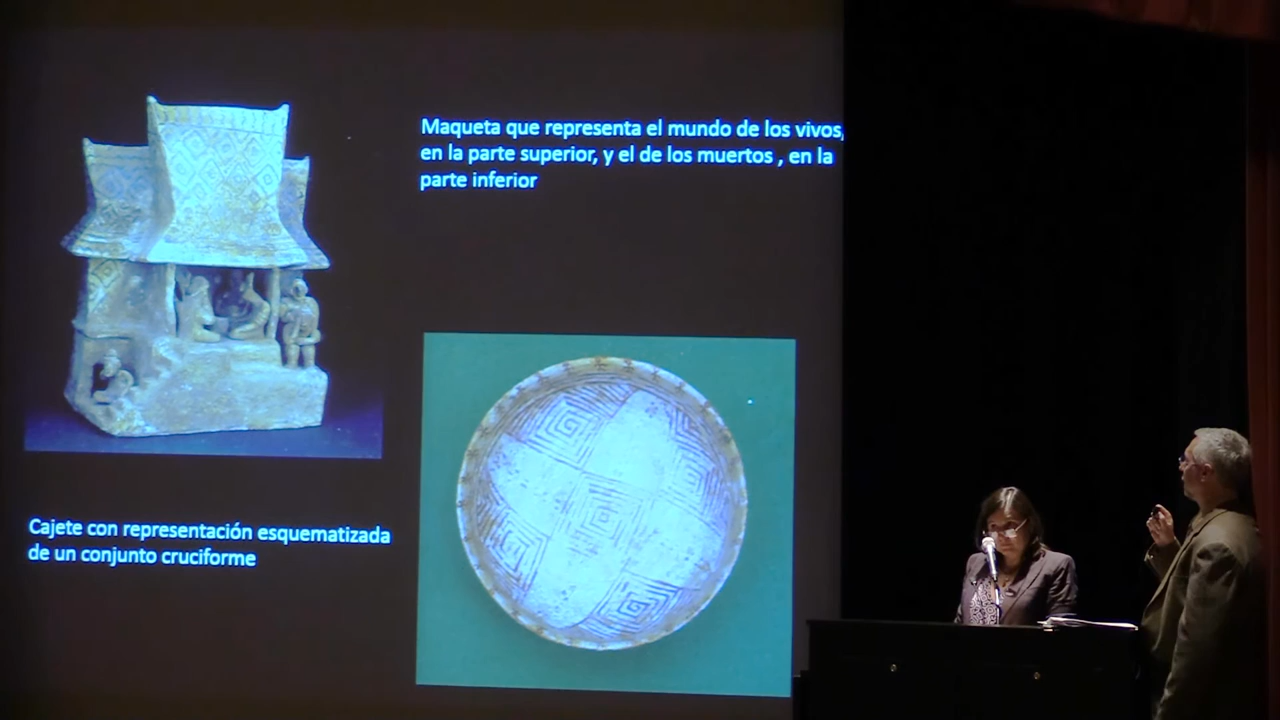 Maqueta que representa el mundo de los vivos,
en la parte superior, y el de los muertos , en la
parte inferior
Cajete con representación esquematizada
de un conjunto cruciforme